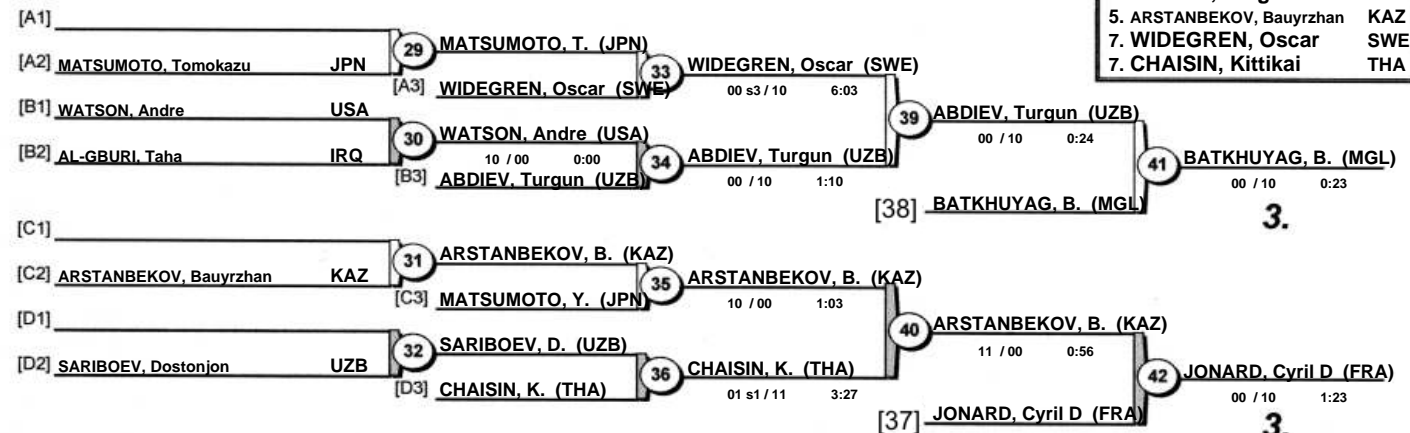 5. ARSTANBEKOV, Bauyrzhan KAZ
7. WIDEGREN, Oscar SWE
7. CHAISIN, Kittikai THA
[A1]
[A2] MATSUMOTO, Tomokazu JPN
29
MATSUMOTO, T. (JPN)
[A3] WIDEGREN, Oscar (SWE)
33
WIDEGREN, Oscar (SWE)
00 s3 / 10 6:03
[B1] WATSON, Andre USA
[B2] AL-GBURI, Taha IRQ
30
WATSON, Andre (USA)
10 / 00 0:00
[B3] ABDIEV, Turgun (UZB)
34
ABDIEV, Turgun (UZB)
00 / 10 1:10
39
ABDIEV, Turgun (UZB)
00 / 10 0:24
[38] BATKHUYAG, B. (MGL)
41
BATKHUYAG, B. (MGL)
00 / 10 0:23
3.
[C1]
[C2] ARSTANBEKOV, Bauyrzhan KAZ
31
ARSTANBEKOV, B. (KAZ)
[C3] MATSUMOTO, Y. (JPN)
35
ARSTANBEKOV, B. (KAZ)
10 / 00 1:03
[D1]
[D2] SARIBOEV, Dostonjon UZB
32
SARIBOEV, D. (UZB)
[D3] CHAISIN, K. (THA)
36
CHAISIN, K. (THA)
01 s1 / 11 3:27
40
ARSTANBEKOV, B. (KAZ)
11 / 00 0:56
[37] JONARD, Cyril D (FRA)
42
JONARD, Cyril D (FRA)
00 / 10 1:23
3.